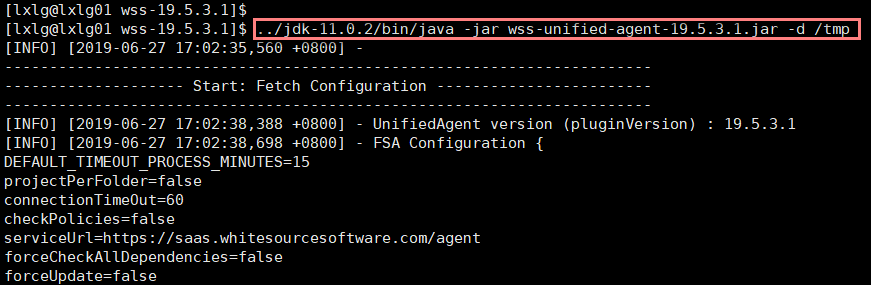 [lxlg@lxlg01 wss-19.5.3.1]$
[lxlg@lxlg01 wss-19.5.3.1]$ ../jdk-11.0.2/bin/java -jar wss-unified-agent-19.5.3.1.jar -d /tmp
[INFO] [2019-06-27 17:02:35,560 +0800] -
------------------------------------------------------------------------
-------------------- Start: Fetch Configuration ------------------------
------------------------------------------------------------------------
[INFO] [2019-06-27 17:02:38,388 +0800] - UnifiedAgent version (pluginVersion) : 19.5.3.1
[INFO] [2019-06-27 17:02:38,698 +0800] - FSA Configuration {
DEFAULT_TIMEOUT_PROCESS_MINUTES=15
projectPerFolder=false
connectionTimeOut=60
checkPolicies=false
serviceUrl=https://saas.whitesourcesoftware.com/agent
forceCheckAllDependencies=false
forceUpdate=false